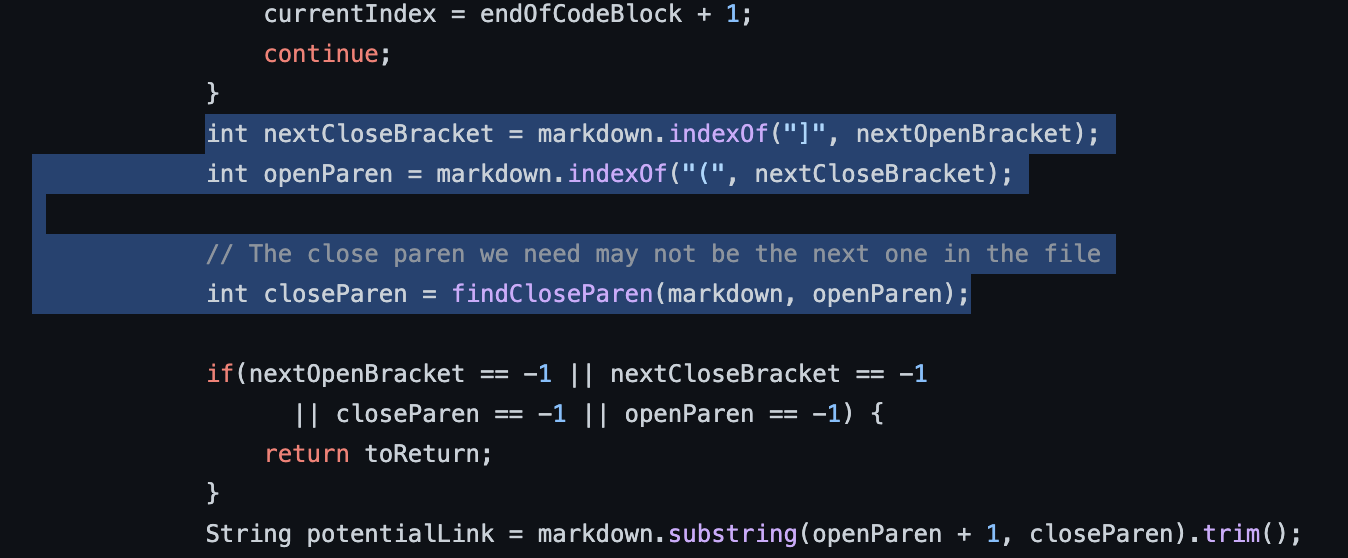 currentIndex = endOfCodeBlock + 1;
continue;
}
int nextCloseBracket = markdown.indexOf("]", nextOpenBracket);
int openParen = markdown.indexOf("(", nextCloseBracket);
// The close paren we need may not be the next one in the file
int closeParen = findCloseParen(markdown, openParen);
if(nextOpenBracket == -1 || nextCloseBracket == -1
|| closeParen == -1 || openParen == -1) {
return toReturn;
}
String potentialLink = markdown.substring(openParen + 1, closeParen).trim();